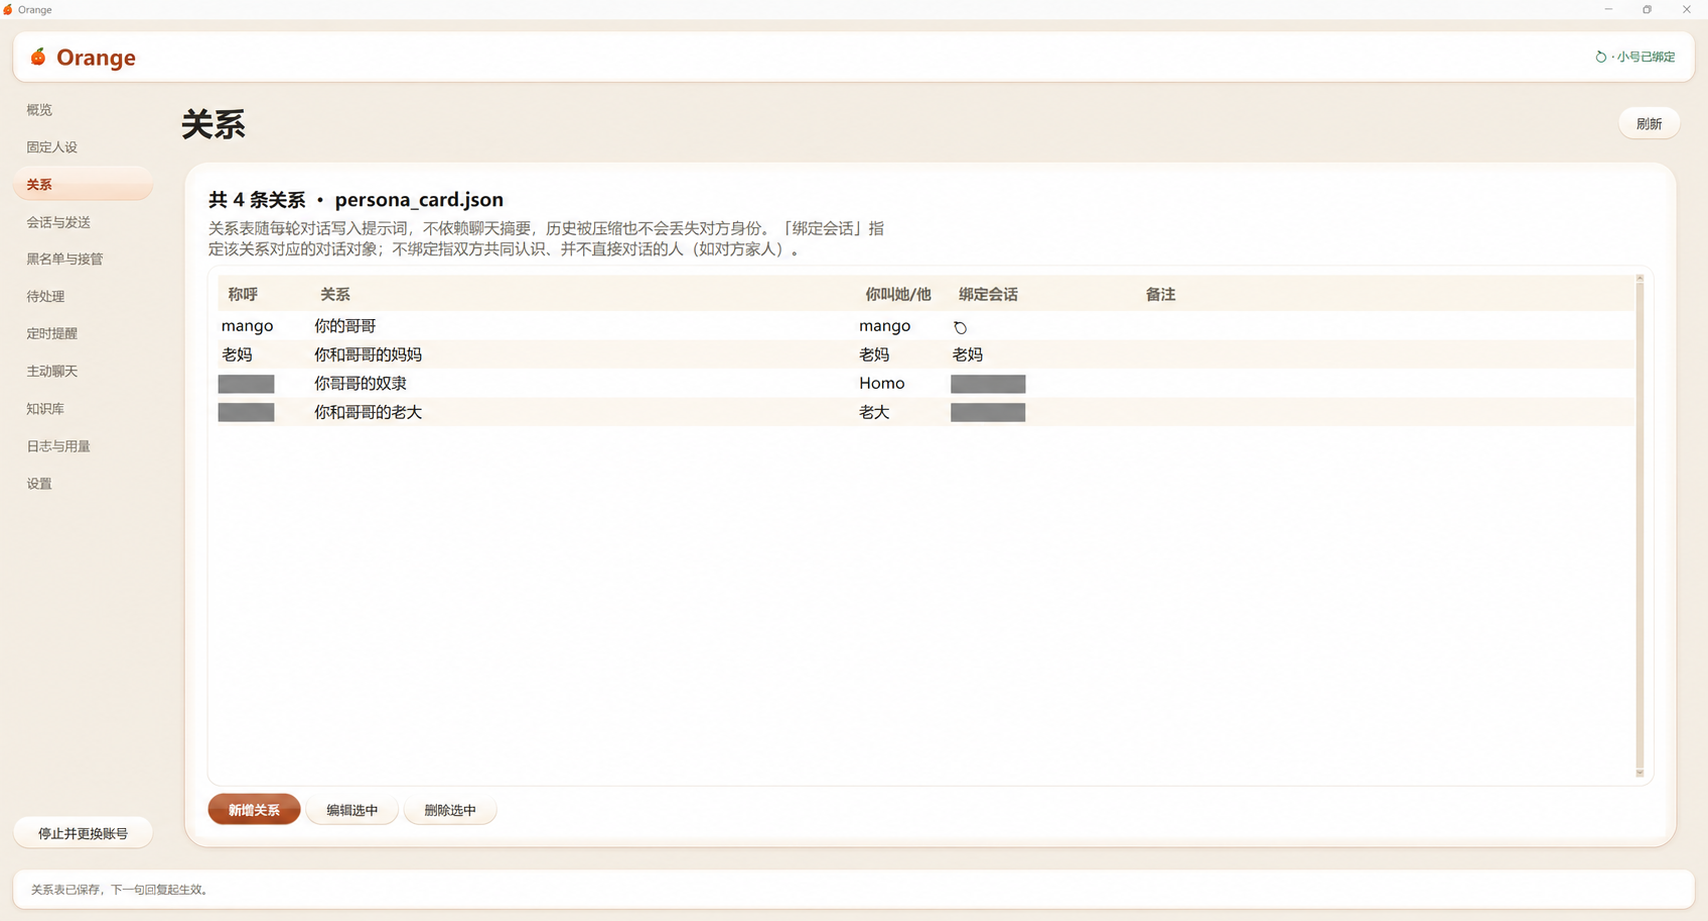 Orange
Orange
· 小号已绑定
概览
固定人设
关系
会话与发送
黑名单与接管
待处理
定时提醒
主动聊天
知识库
日志与用量
设置
停止并更换账号
关系
刷新
共 4 条关系 · persona_card.json
关系表随每轮对话写入提示词，不依赖聊天摘要，历史被压缩也不会丢失对方身份。「绑定会话」指
定该关系对应的对话对象；不绑定指双方共同认识、并不直接对话的人（如对方家人）。
称呼 关系 你叫她/他 绑定会话 备注
mango 你的哥哥 mango
老妈 你和哥哥的妈妈 老妈 老妈
你哥哥的奴隶 Homo
你和哥哥的老大 老大
新增关系 编辑选中 删除选中
关系表已保存，下一句回复起生效。